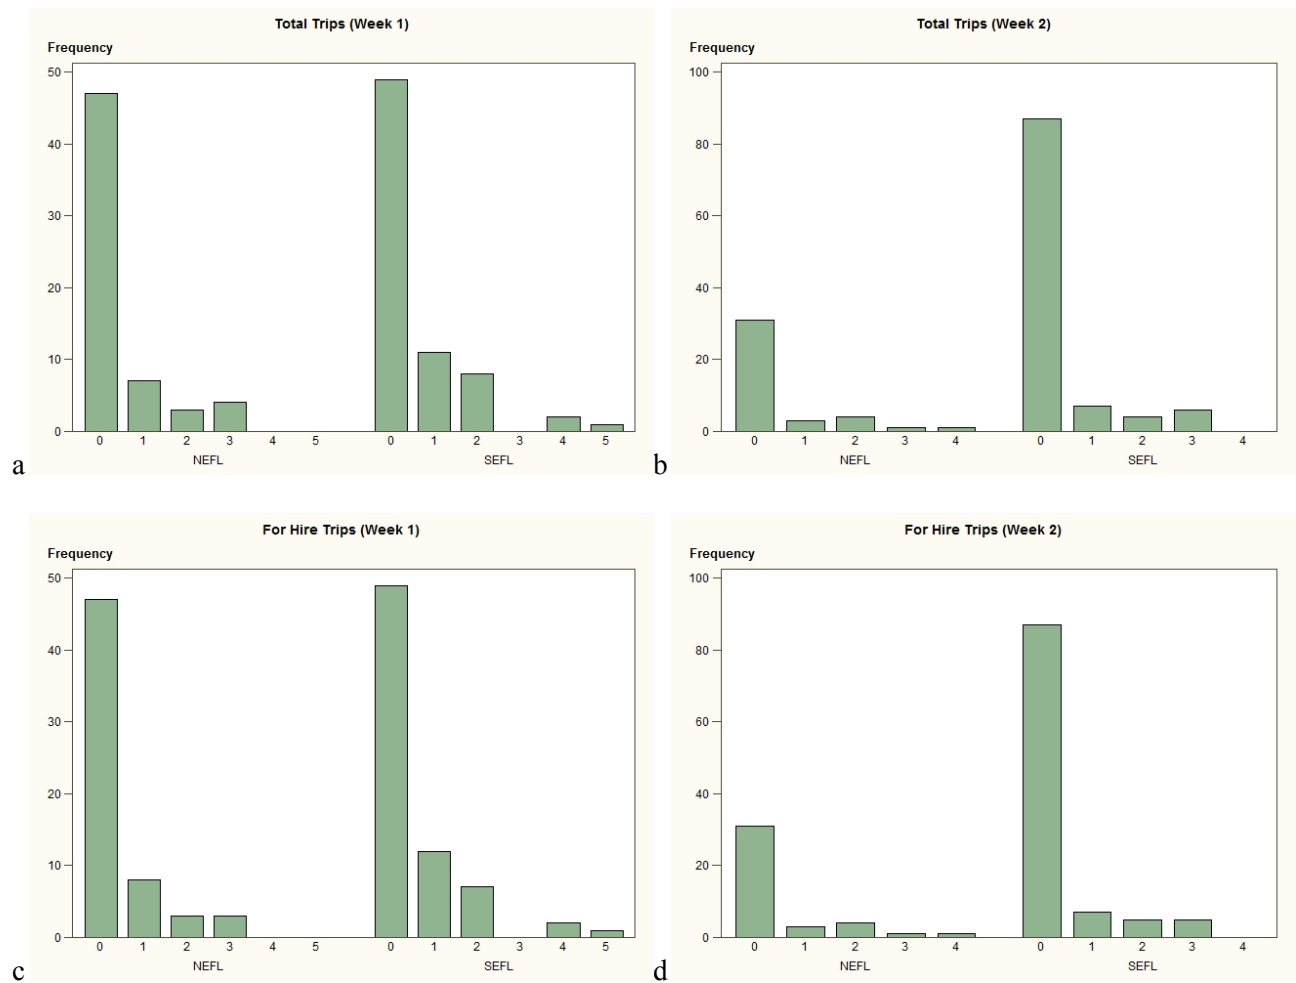 Total Trips (Week 1)
Frequency
50
40
30
20
10
0
0 1 2 3 4 5 0 1 2 3 4 5
NEFL SEFL
a
Total Trips (Week 2)
Frequency
100
80
60
40
20
0
0 1 2 3 4 0 1 2 3 4
NEFL SEFL
b
For Hire Trips (Week 1)
Frequency
50
40
30
20
10
0
0 1 2 3 4 5 0 1 2 3 4 5
NEFL SEFL
c
For Hire Trips (Week 2)
Frequency
100
80
60
40
20
0
0 1 2 3 4 0 1 2 3 4
NEFL SEFL
d